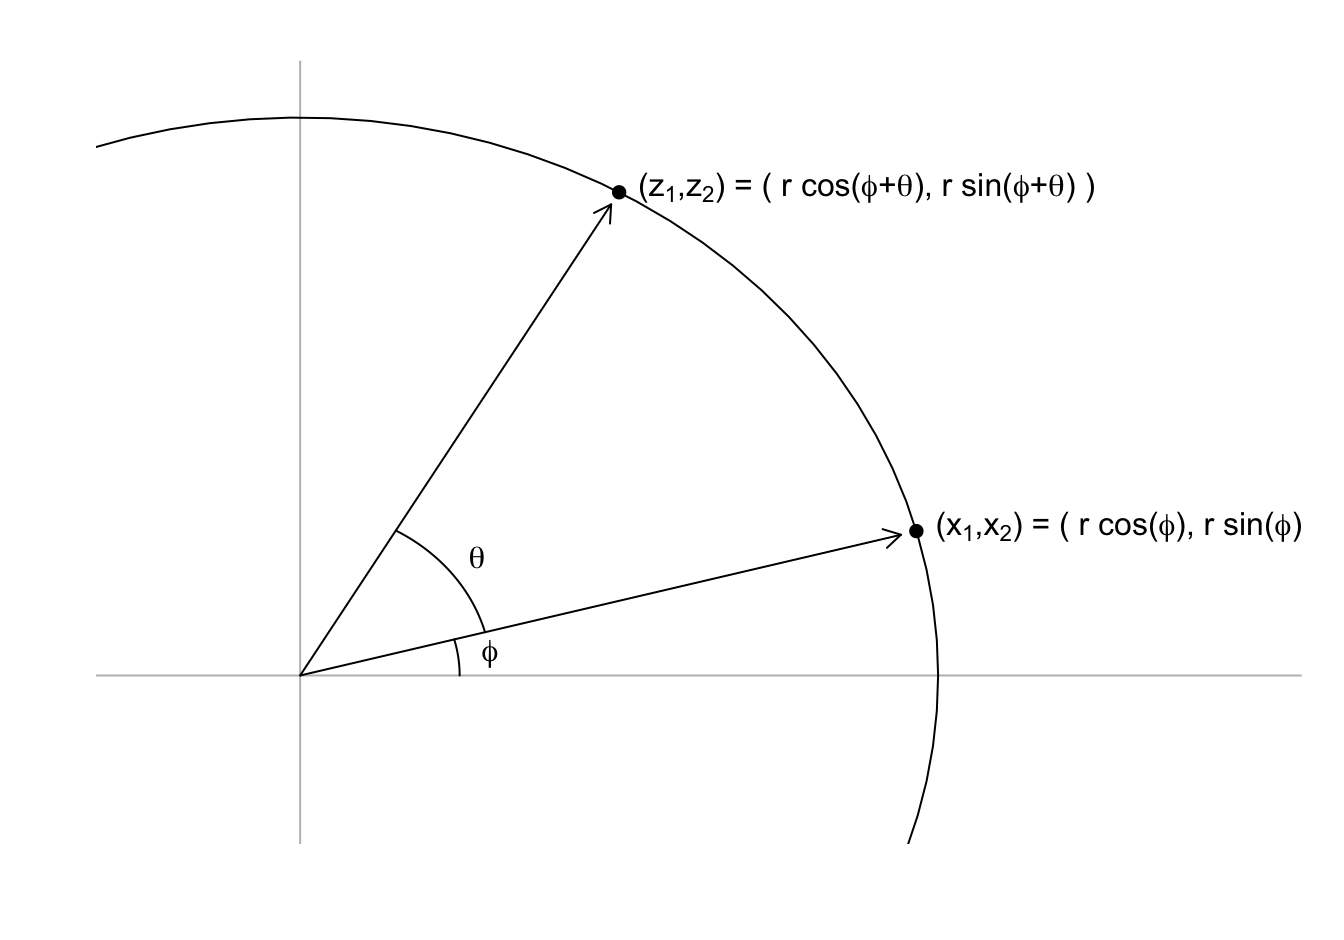 (z₁,z₂) = ( r cos(ϕ+θ), r sin(ϕ+θ) )
(x₁,x₂) = ( r cos(ϕ), r sin(ϕ)
θ
ϕ